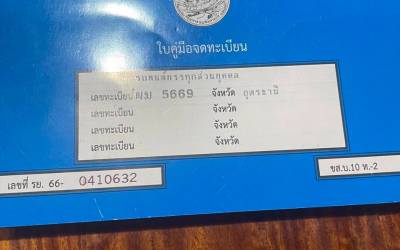 ใบคู่มือจดทะเบียน
รถยนต์บรรทุกส่วนบุคคล
เลขทะเบียน ผม 5669 จังหวัด อุดรธานี
เลขทะเบียน จังหวัด
เลขทะเบียน จังหวัด
เลขทะเบียน จังหวัด
เลขที่ รย. 66- 0410632
ขส.บ.10 ท.-2